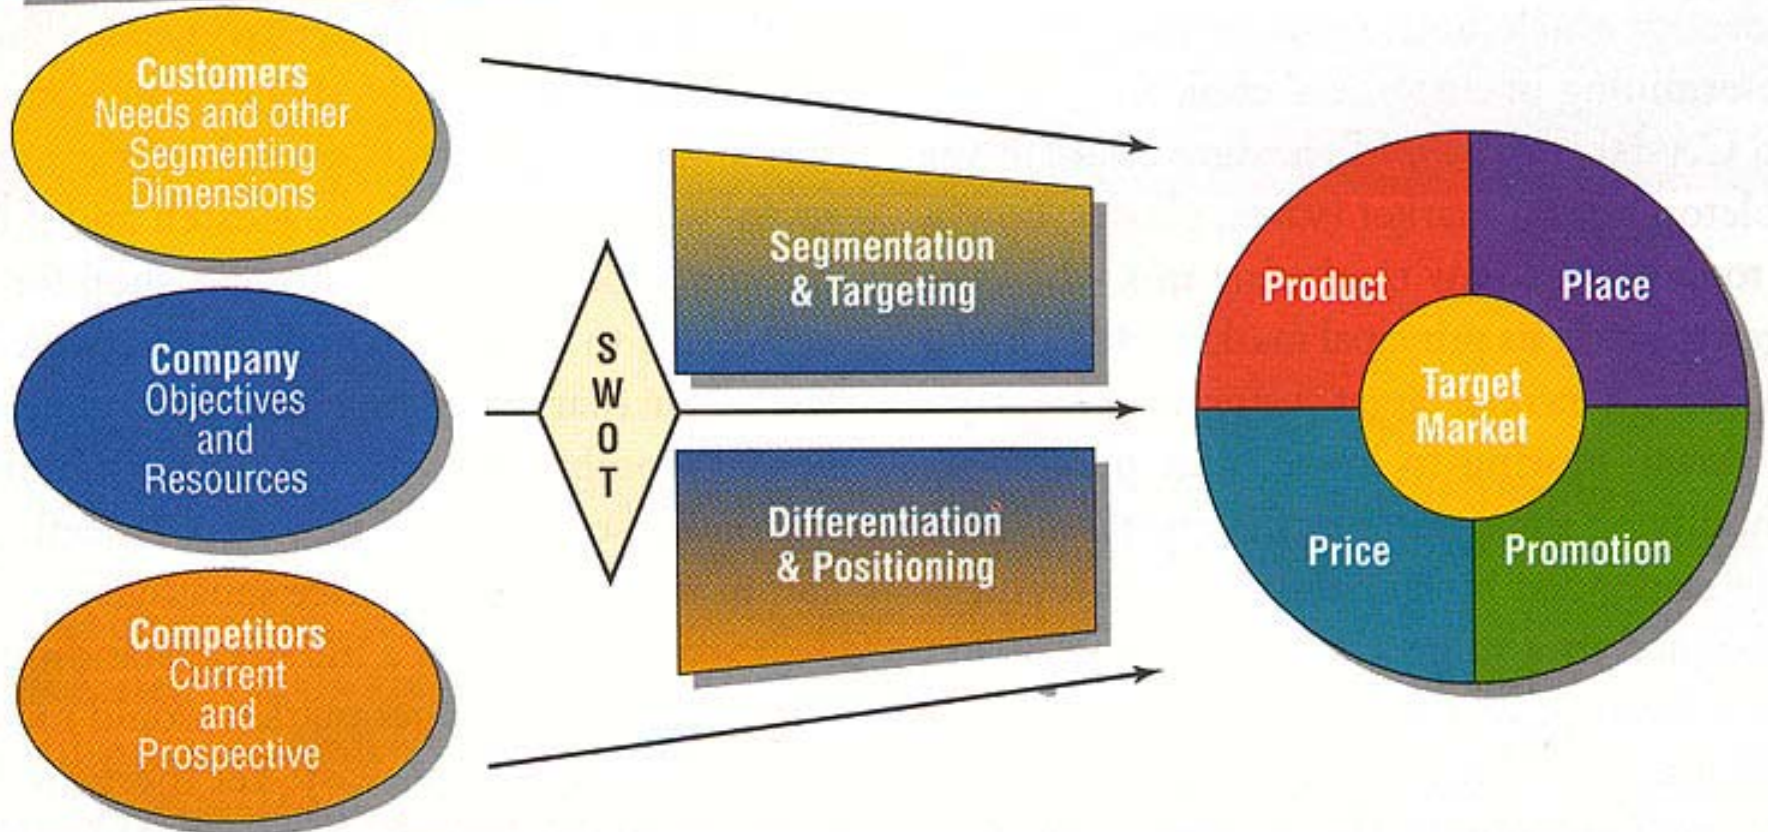 Customers
Needs and other
Segmenting
Dimensions
Company
Objectives
and
Resources
Competitors
Current
and
Prospective
S
W
O
T
Segmentation
& Targeting
Differentiation
& Positioning
Product
Place
Target
Market
Price
Promotion